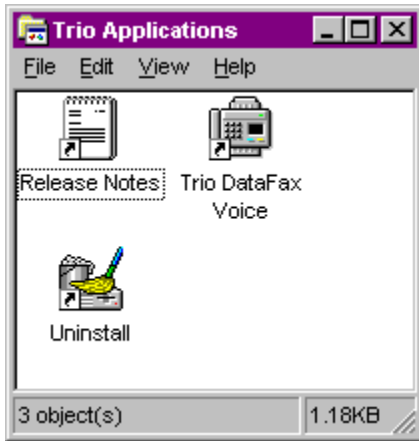 Trio Applications
File Edit View Help
Release Notes
Trio DataFax
Voice
Uninstall
3 object(s)
1.18KB